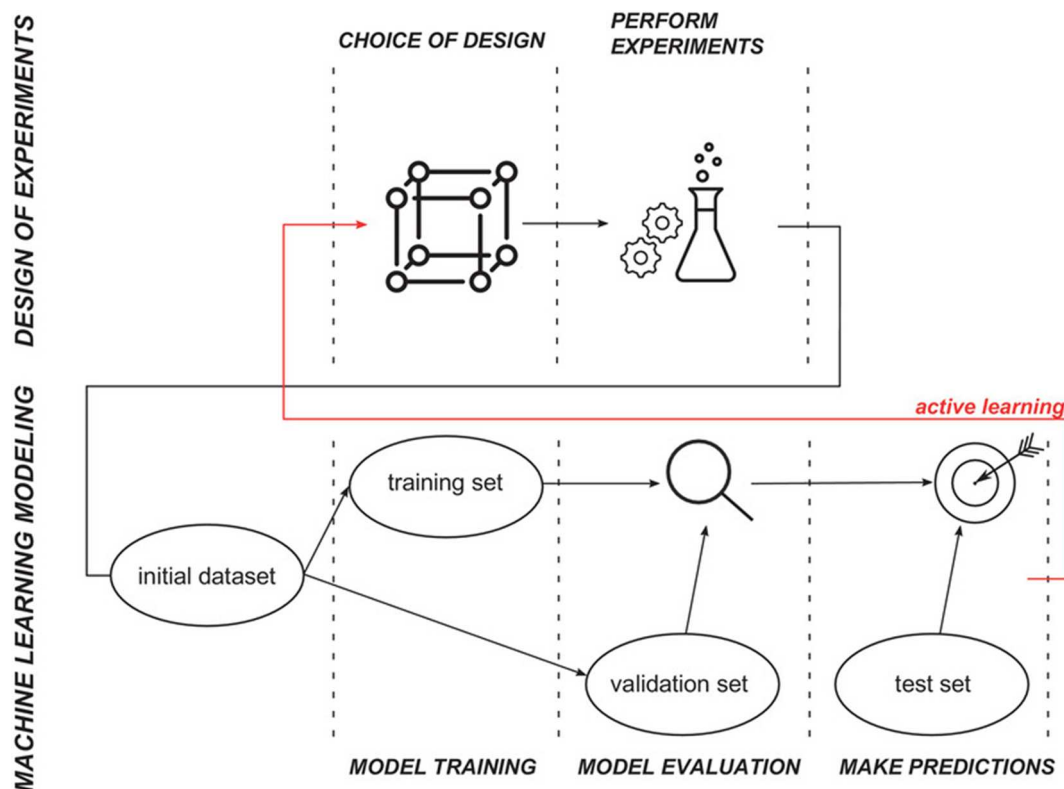 DESIGN OF EXPERIMENTS
CHOICE OF DESIGN
PERFORM
EXPERIMENTS
MACHINE LEARNING MODELING
active learning
training set
initial dataset
validation set
test set
MODEL TRAINING
MODEL EVALUATION
MAKE PREDICTIONS